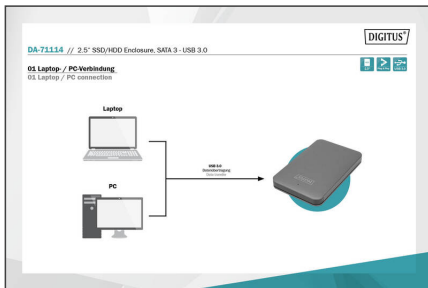 DIGITUS®
DA-71114 // 2.5" SSD/HDD Enclosure, SATA 3 - USB 3.0
01 Laptop- / PC-Verbindung
01 Laptop / PC connection
Laptop
USB 3.0
Datenübertragung
PC